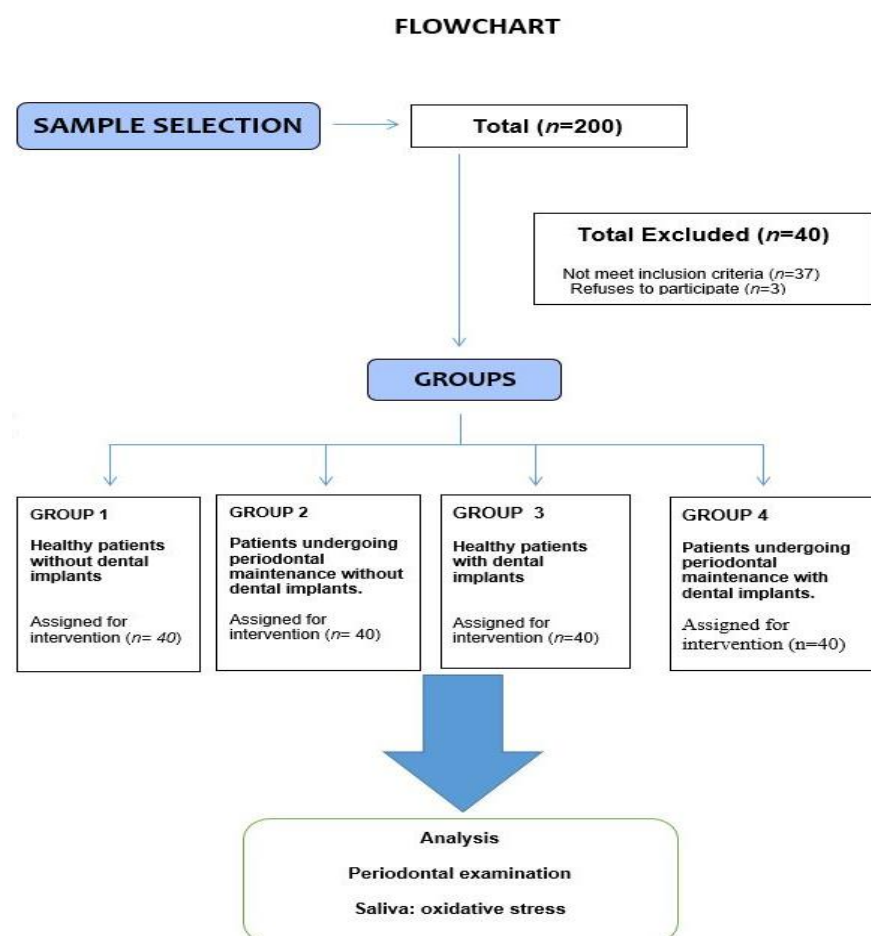 FLOWCHART
SAMPLE SELECTION
Total (n=200)
Total Excluded (n=40)
Not meet inclusion criteria (n=37)
Refuses to participate (n=3)
GROUPS
GROUP 1
Healthy patients
without dental
implants
Assigned for
intervention (n= 40)
GROUP 2
Patients undergoing
periodontal
maintenance without
dental implants.
Assigned for
intervention (n= 40)
GROUP 3
Healthy patients
with dental
implants
Assigned for
intervention (n=40)
GROUP 4
Patients undergoing
periodontal
maintenance with
dental implants.
Assigned for
intervention (n=40)
Analysis
Periodontal examination
Saliva: oxidative stress